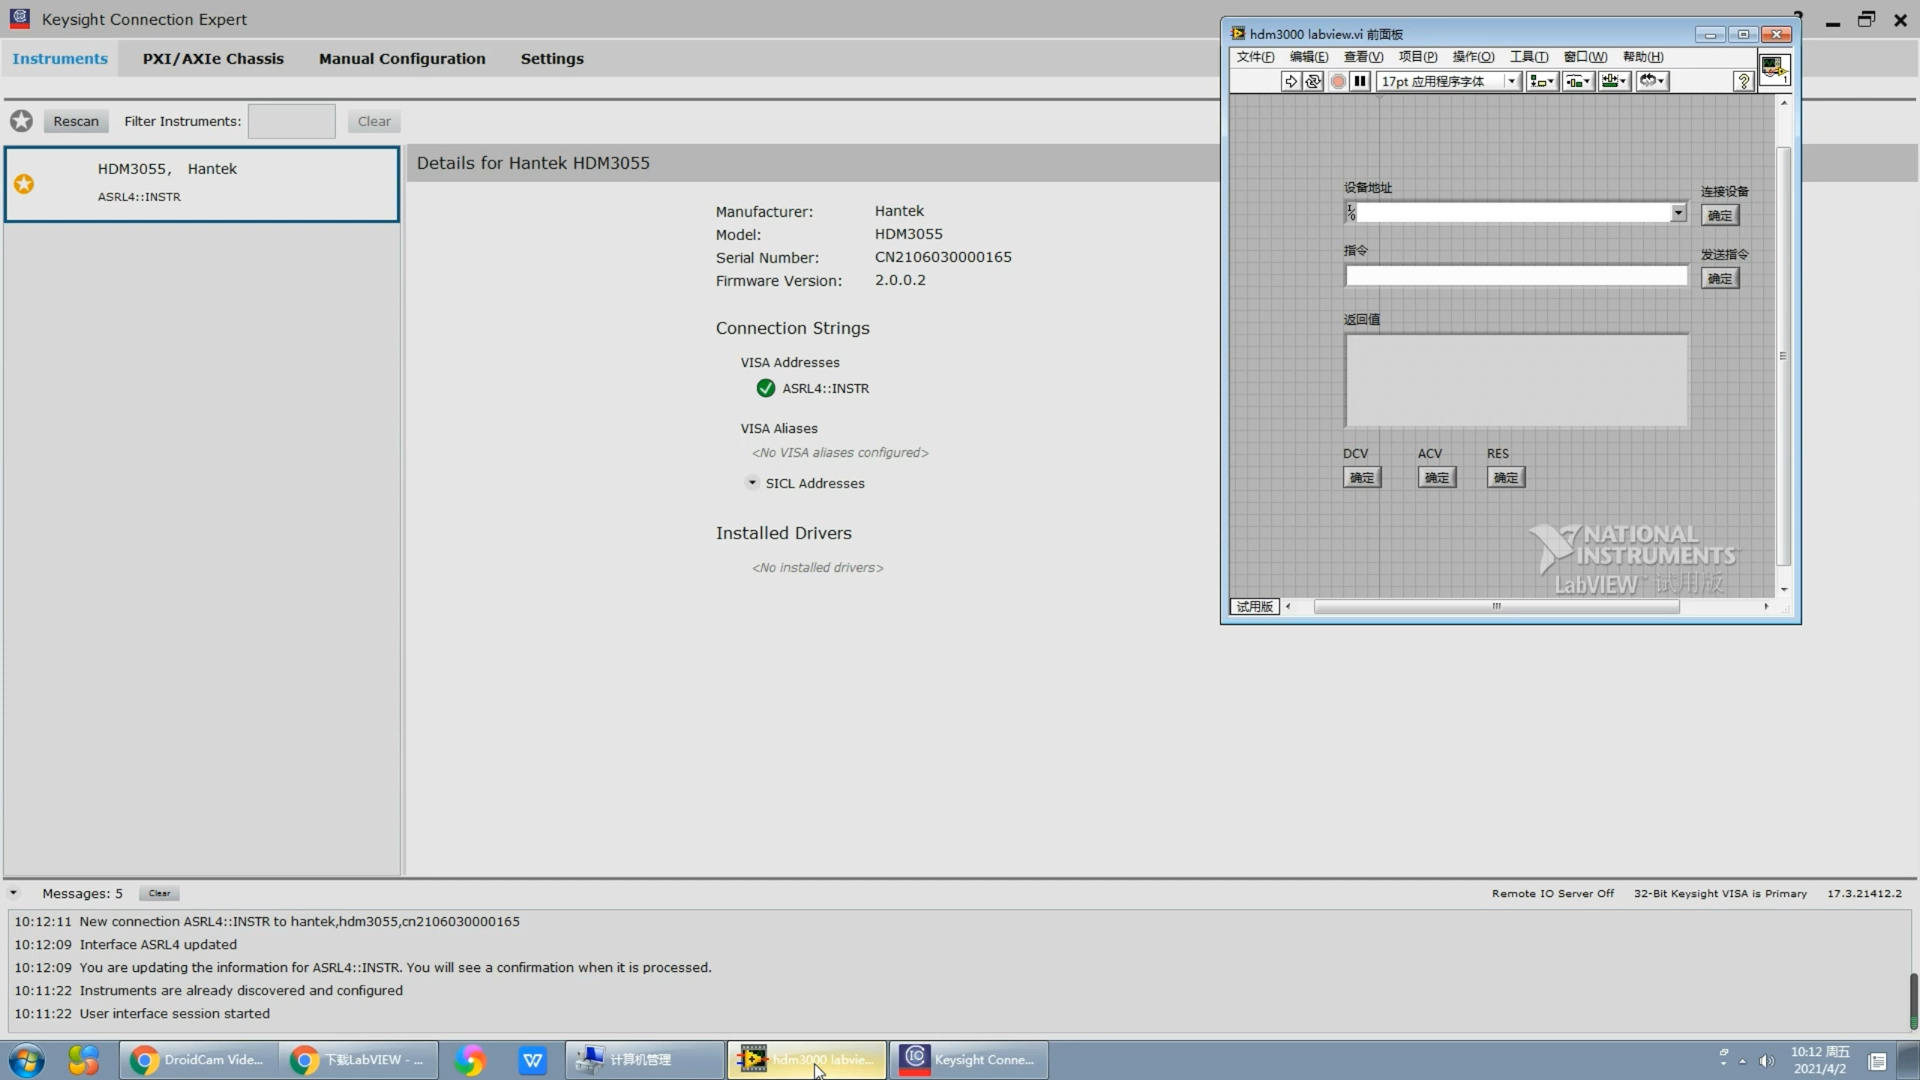 Keysight Connection Expert
Instruments
PXI/AXIe Chassis
Manual Configuration
Settings
Rescan
Filter Instruments:
Clear
HDM3055, Hantek
ASRL4::INSTR
Details for Hantek HDM3055
Manufacturer: Hantek
Model: HDM3055
Serial Number: CN2106030000165
Firmware Version: 2.0.0.2
Connection Strings
VISA Addresses
ASRL4::INSTR
VISA Aliases
<No VISA aliases configured>
SICL Addresses
Installed Drivers
<No installed drivers>
hdm3000 labview.vi 前面板
文件(F) 编辑(E) 查看(V) 项目(P) 操作(O) 工具(T) 窗口(W) 帮助(H)
17pt 应用程序字体
设备地址
连接设备
确定
指令
发送指令
确定
返回值
DCV ACV RES
确定 确定 确定
NATIONAL
INSTRUMENTS
LabVIEW™ 试用版
试用版
Messages: 5
Clear
Remote IO Server Off
32-Bit Keysight VISA is Primary
17.3.21412.2
10:12:11 New connection ASRL4::INSTR to hantek,hdm3055,cn2106030000165
10:12:09 Interface ASRL4 updated
10:12:09 You are updating the information for ASRL4::INSTR. You will see a confirmation when it is processed.
10:11:22 Instruments are already discovered and configured
10:11:22 User interface session started
DroidCam Vide...
下载LabVIEW - ...
计算机管理
hdm3000 labvie...
Keysight Conne...
10:12 周五
2021/4/2